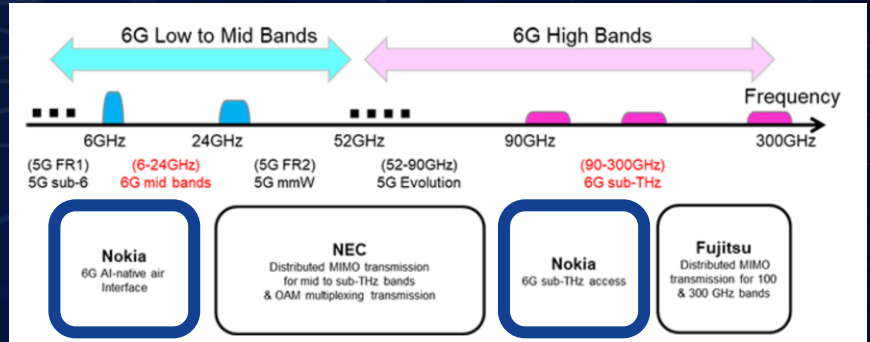 6G Low to Mid Bands
6G High Bands
Frequency
6GHz
24GHz
52GHz
90GHz
300GHz
(5G FR1)
5G sub-6
(6-24GHz)
6G mid bands
(5G FR2)
5G mmW
(52-90GHz)
5G Evolution
(90-300GHz)
6G sub-THz
Nokia
6G AI-native air
Interface
NEC
Distributed MIMO transmission
for mid to sub-THz bands
& OAM multiplexing transmission
Nokia
6G sub-THz access
Fujitsu
Distributed MIMO
transmission for 100
& 300 GHz bands